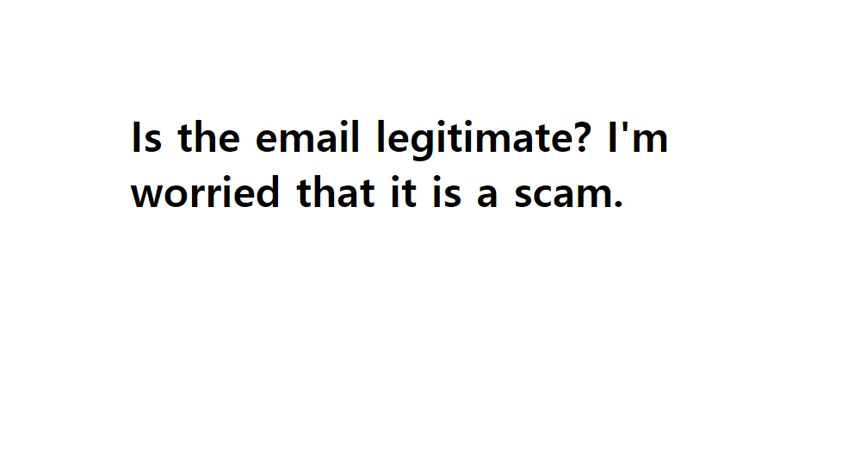 Is the email legitimate? I'm
worried that it is a scam.